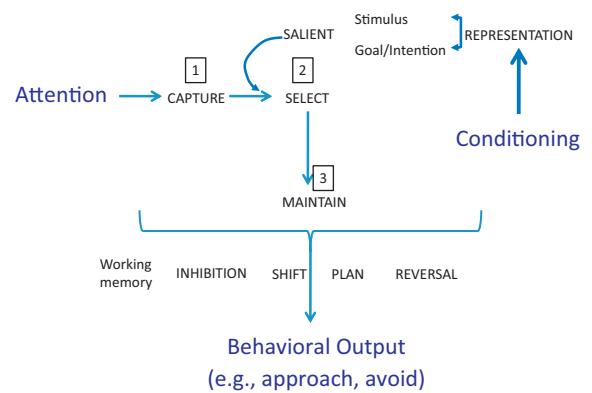 Stimulus
SALIENT
REPRESENTATION
Goal/Intention
1
2
Attention
CAPTURE
SELECT
Conditioning
3
MAINTAIN
Working
memory
INHIBITION
SHIFT
PLAN
REVERSAL
Behavioral Output
(e.g., approach, avoid)